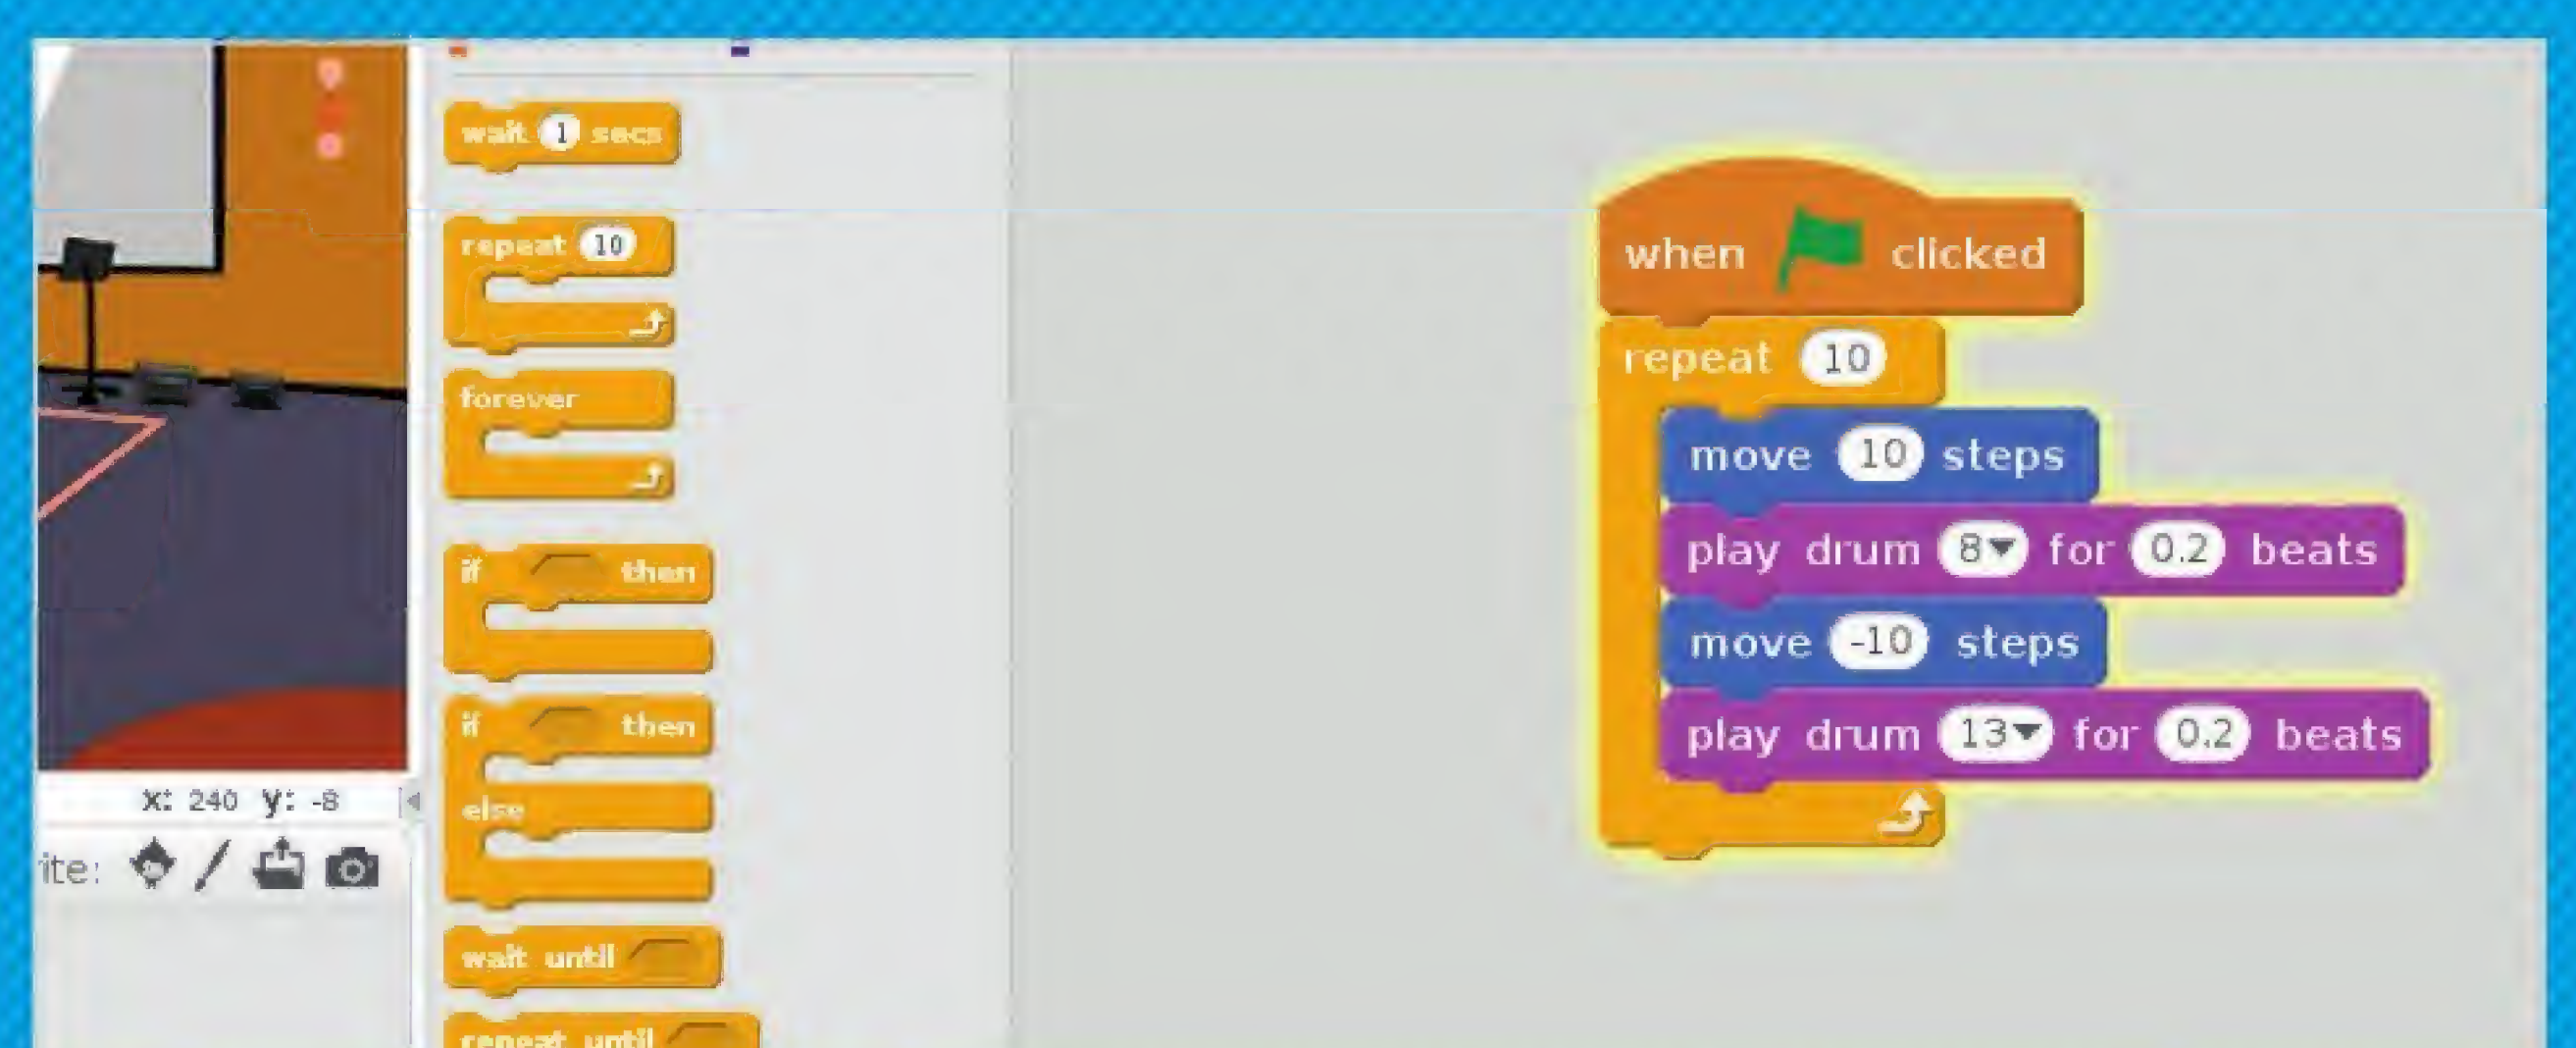 wait 1 secs
repeat 10
forever
if then
if then
else
wait until
repeat until
x: 240 y: -8
ite:
when clicked
repeat 10
move 10 steps
play drum 8 for 0.2 beats
move -10 steps
play drum 13 for 0.2 beats